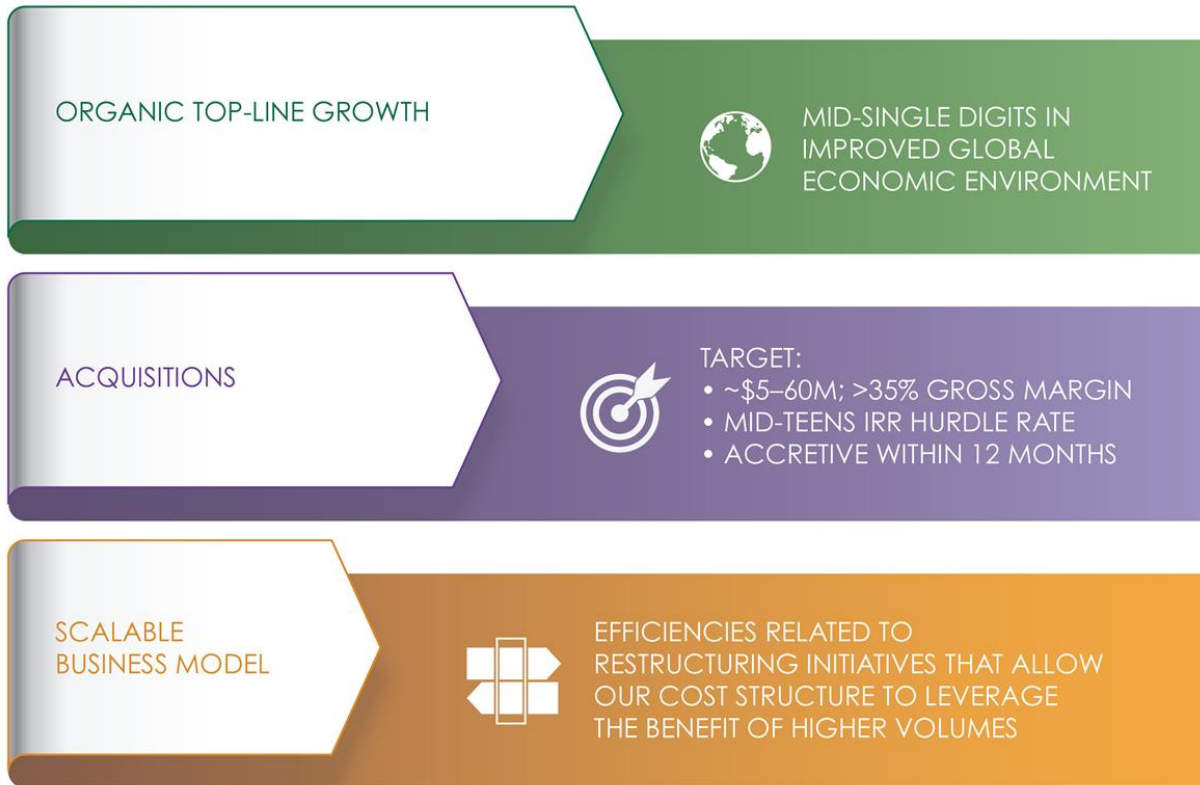 ORGANIC TOP-LINE GROWTH
MID-SINGLE DIGITS IN
IMPROVED GLOBAL
ECONOMIC ENVIRONMENT
ACQUISITIONS
TARGET:
• ~$5–60M; >35% GROSS MARGIN
• MID-TEENS IRR HURDLE RATE
• ACCRETIVE WITHIN 12 MONTHS
SCALABLE
BUSINESS MODEL
EFFICIENCIES RELATED TO
RESTRUCTURING INITIATIVES THAT ALLOW
OUR COST STRUCTURE TO LEVERAGE
THE BENEFIT OF HIGHER VOLUMES